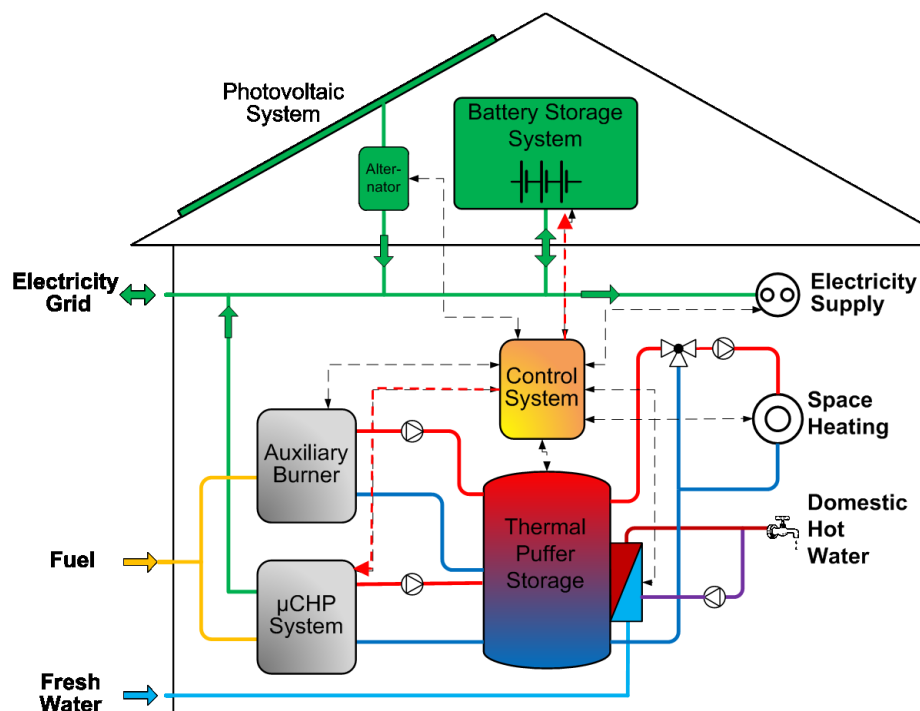 Photovoltaic
System
Battery Storage
System
Alter-
nator
Electricity
Grid
Electricity
Supply
Control
System
Space
Heating
Auxiliary
Burner
Thermal
Puffer
Storage
Domestic
Hot
Water
Fuel
µCHP
System
Fresh
Water